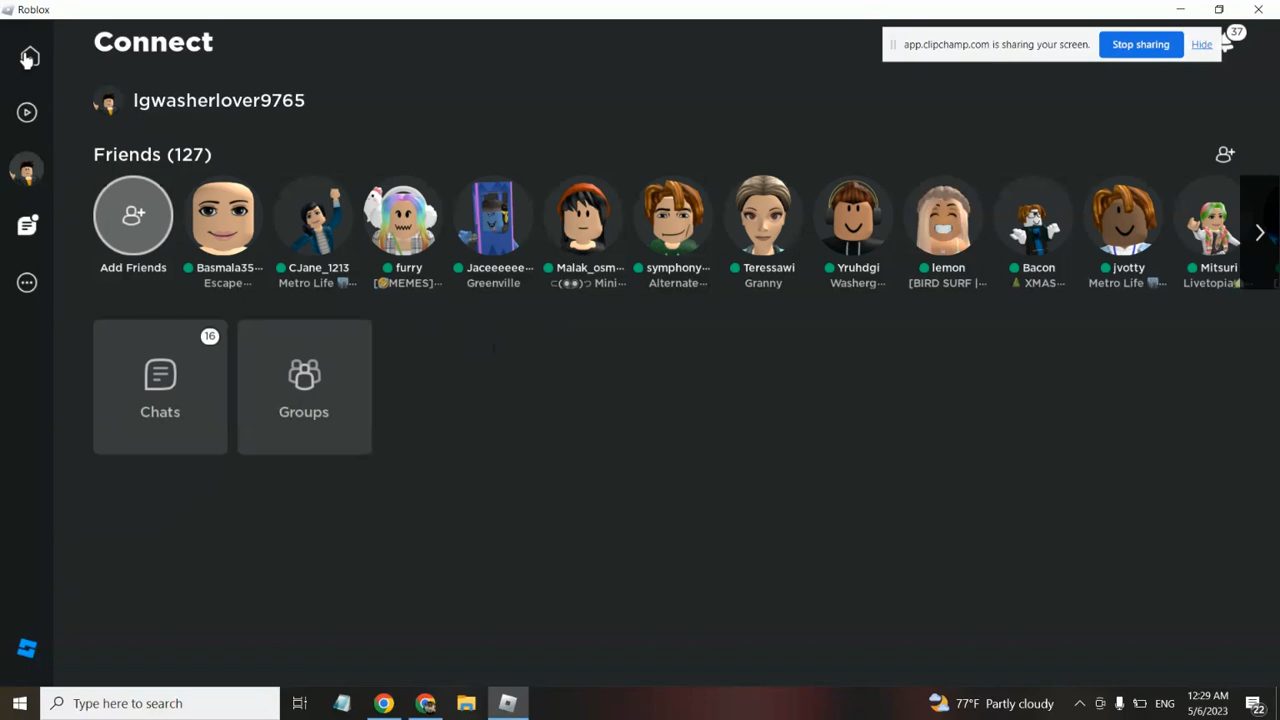 Roblox
Connect
app.clipchamp.com is sharing your screen. Stop sharing Hide
37
lgwasherlover9765
Friends (127)
Add Friends
Basmala35...
Escape...
CJane_1213
Metro Life
furry
[MEMES]...
Jaceeeeee...
Greenville
Malak_osm...
Mini...
symphony...
Alternate...
Teressawi
Granny
Yruhdgi
Washerg...
lemon
[BIRD SURF |...
Bacon
XMAS...
jvotty
Metro Life
Mitsuri
Livetopia
16
Chats
Groups
Type here to search
77°F Partly cloudy
ENG
12:29 AM
5/6/2023
22